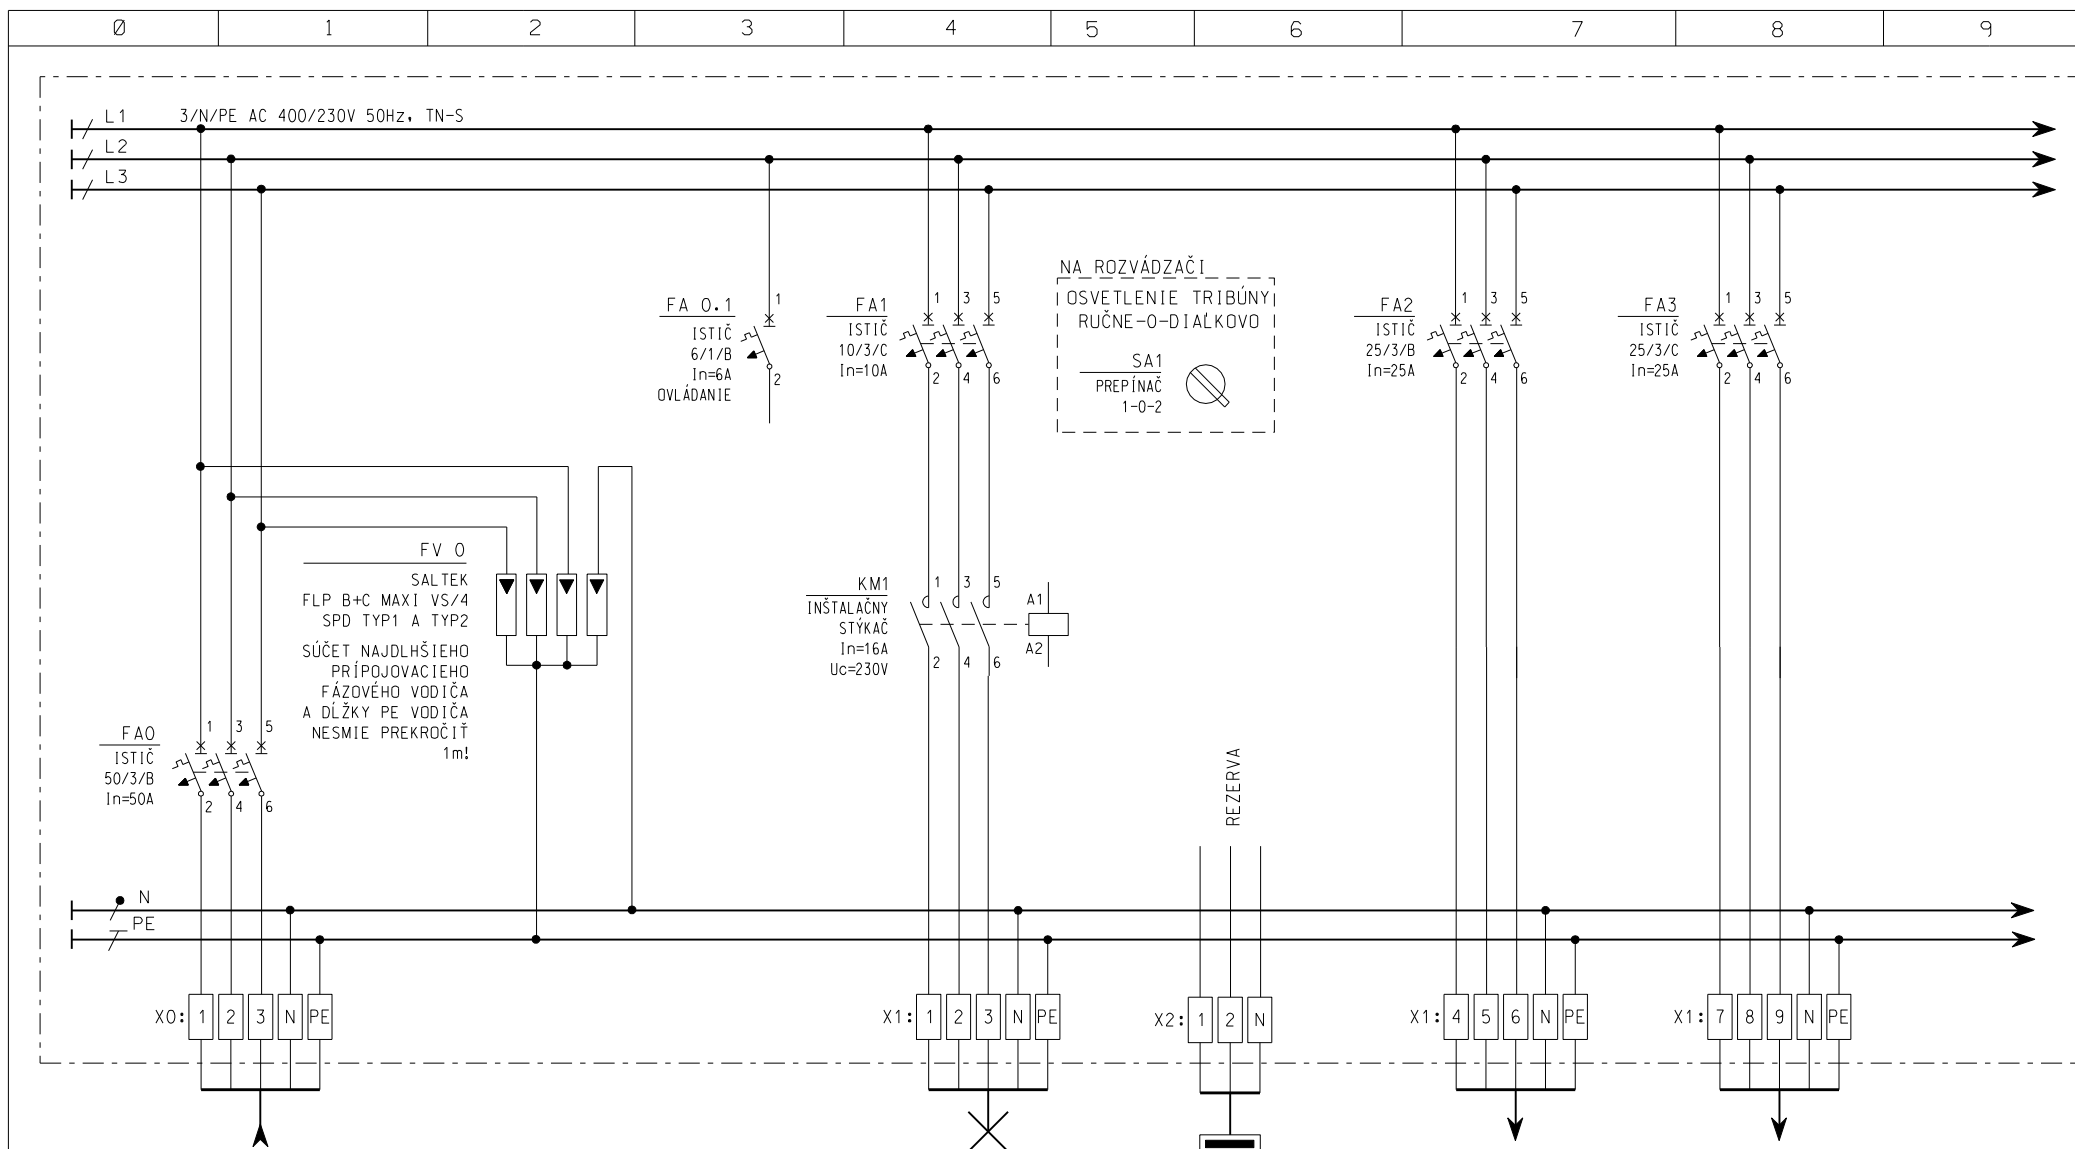 Ø 1 2 3 4 5 6 7 8 9
L1 3/N/PE AC 400/230V 50Hz, TN-S
L2
L3
FA 0.1
ISTIČ
6/1/B
In=6A
OVLÁDANIE
1
2
FA1
ISTIČ
10/3/C
In=10A
1 3 5
2 4 6
NA ROZVÁDZAČI
OSVETLENIE TRIBÚNY
RUČNE-O-DIAĽKOVO
SA1
PREPÍNAČ
1-0-2
FA2
ISTIČ
25/3/B
In=25A
1 3 5
2 4 6
FA3
ISTIČ
25/3/C
In=25A
1 3 5
2 4 6
FV 0
SALTEK
FLP B+C MAXI VS/4
SPD TYP1 A TYP2
SÚČET NAJDLHŠIEHO
PRÍPOJOVACIEHO
FÁZOVÉHO VODIČA
A DĹŽKY PE VODIČA
NESMIE PREKROČIŤ
1m!
KM1
INŠTALAČNY
STÝKAČ
In=16A
Uc=230V
1 3 5
2 4 6
A1
A2
FA0
ISTIČ
50/3/B
In=50A
1 3 5
2 4 6
REZERVA
N
PE
X0: 1 2 3 N PE
X1: 1 2 3 N PE
X2: 1 2 N
X1: 4 5 6 N PE
X1: 7 8 9 N PE